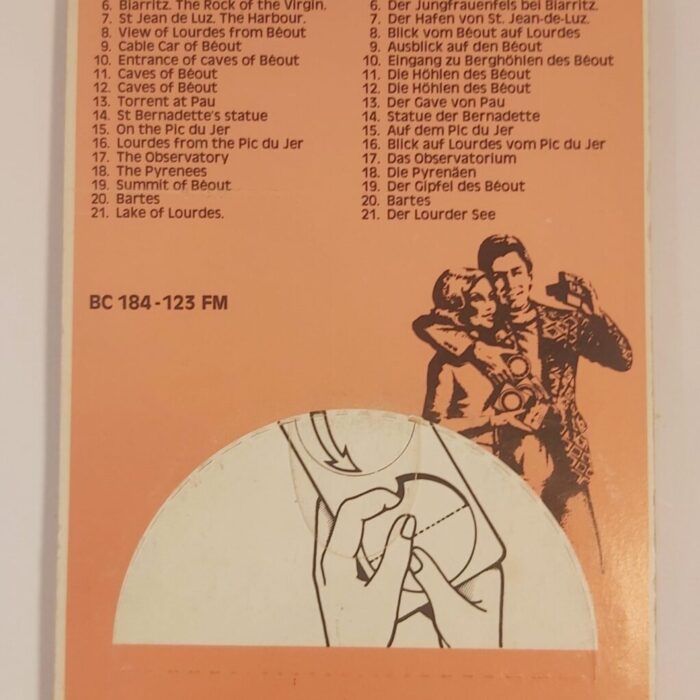 6. Biarritz. The Rock of the Virgin.
7. St Jean de Luz. The Harbour.
8. View of Lourdes from Béout
9. Cable Car of Béout
10. Entrance of caves of Béout
11. Caves of Béout
12. Caves of Béout
13. Torrent at Pau
14. St Bernadette's statue
15. On the Pic du Jer
16. Lourdes from the Pic du Jer
17. The Observatory
18. The Pyrenees
19. Summit of Béout
20. Bartes
21. Lake of Lourdes.
6. Der Jungfrauenfels bei Biarritz.
7. Der Hafen von St. Jean-de-Luz.
8. Blick vom Béout auf Lourdes
9. Ausblick auf den Béout
10. Eingang zu Berghöhlen des Béout
11. Die Höhlen des Béout
12. Die Höhlen des Béout
13. Der Gave von Pau
14. Statue der Bernadette
15. Auf dem Pic du Jer
16. Blick auf Lourdes vom Pic du Jer
17. Das Observatorium
18. Die Pyrenäen
19. Der Gipfel des Béout
20. Bartes
21. Der Lourder See
BC 184-123 FM